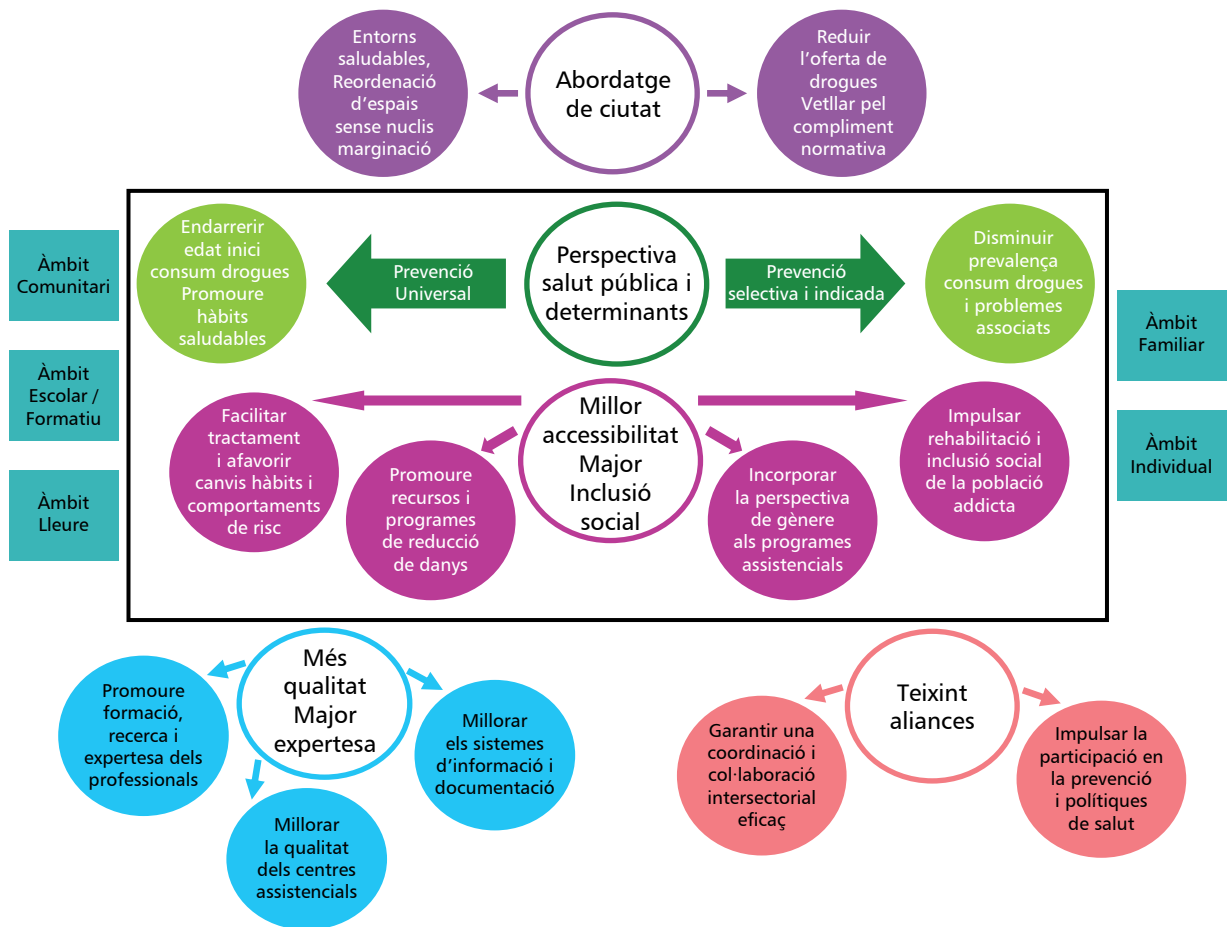 Entorns
saludables,
Reordenació
d'espais
sense nuclis
marginació
Abordatge
de ciutat
Reduir
l'oferta de
drogues
Vetllar pel
compliment
normativa
Àmbit
Comunitari
Àmbit
Escolar /
Formatiu
Àmbit
Lleure
Endarrerir
edat inici
consum drogues
Promoure
hàbits
saludables
Prevenció
Universal
Perspectiva
salut pública i
determinants
Prevenció
selectiva i indicada
Disminuir
prevalença
consum drogues
i problemes
associats
Àmbit
Familiar
Àmbit
Individual
Facilitar
tractament
i afavorir
canvis hàbits i
comportaments
de risc
Promoure
recursos i
programes
de reducció
de danys
Millor
accessibilitat
Major
Inclusió
social
Incorporar
la perspectiva
de gènere
als programes
assistencials
Impulsar
rehabilitació i
inclusió social
de la població
addicta
Promoure
formació,
recerca i
expertesa dels
professionals
Més
qualitat
Major
expertesa
Millorar
els sistemes
d'informació i
documentació
Millorar
la qualitat
dels centres
assistencials
Garantir una
coordinació i
col·laboració
intersectorial
eficaç
Teixint
aliances
Impulsar la
participació en
la prevenció
i polítiques
de salut